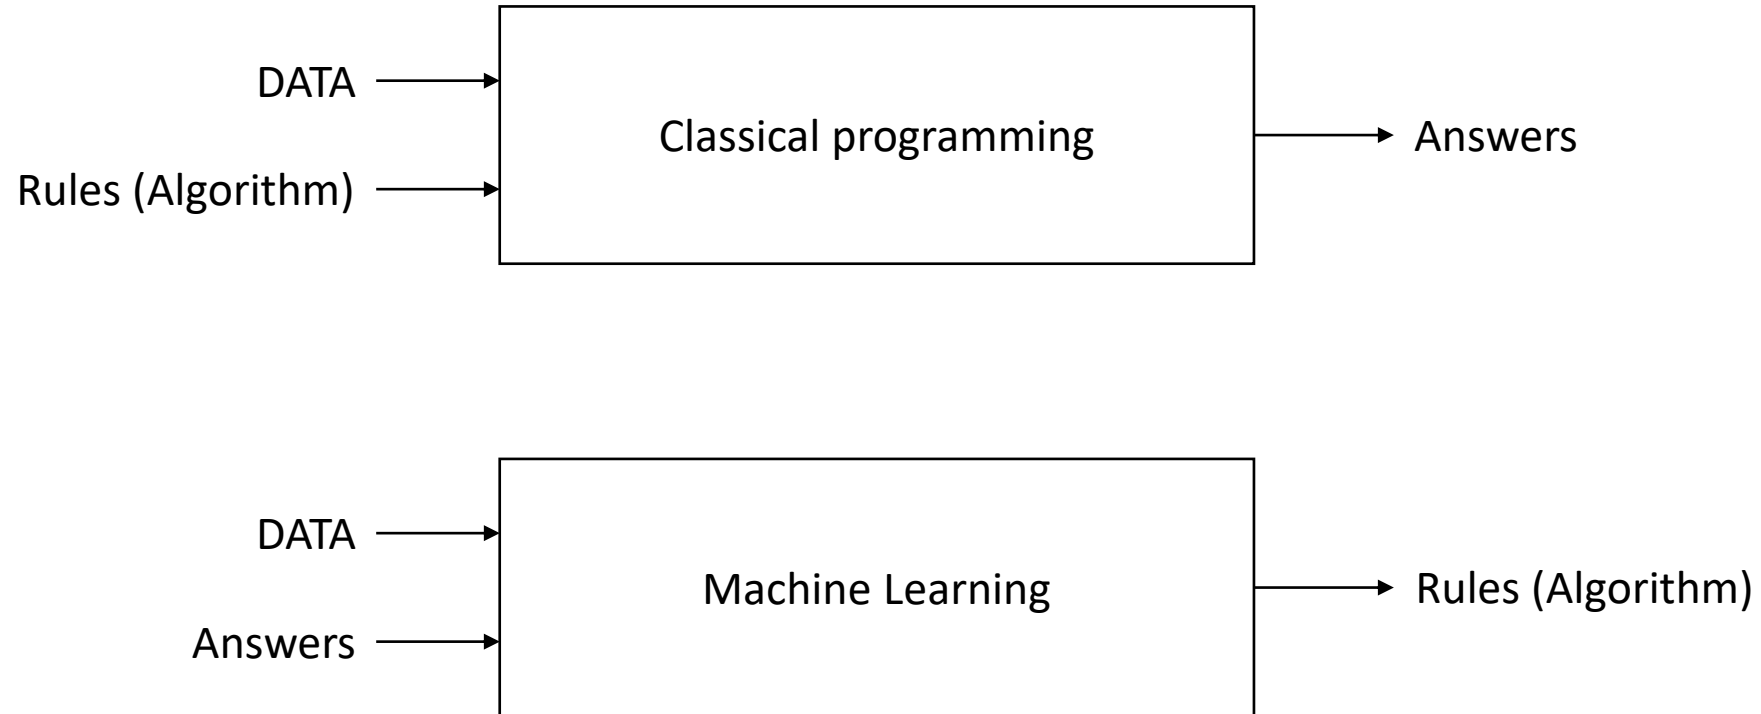 DATA
Rules (Algorithm)
Classical programming
Answers
DATA
Answers
Machine Learning
Rules (Algorithm)